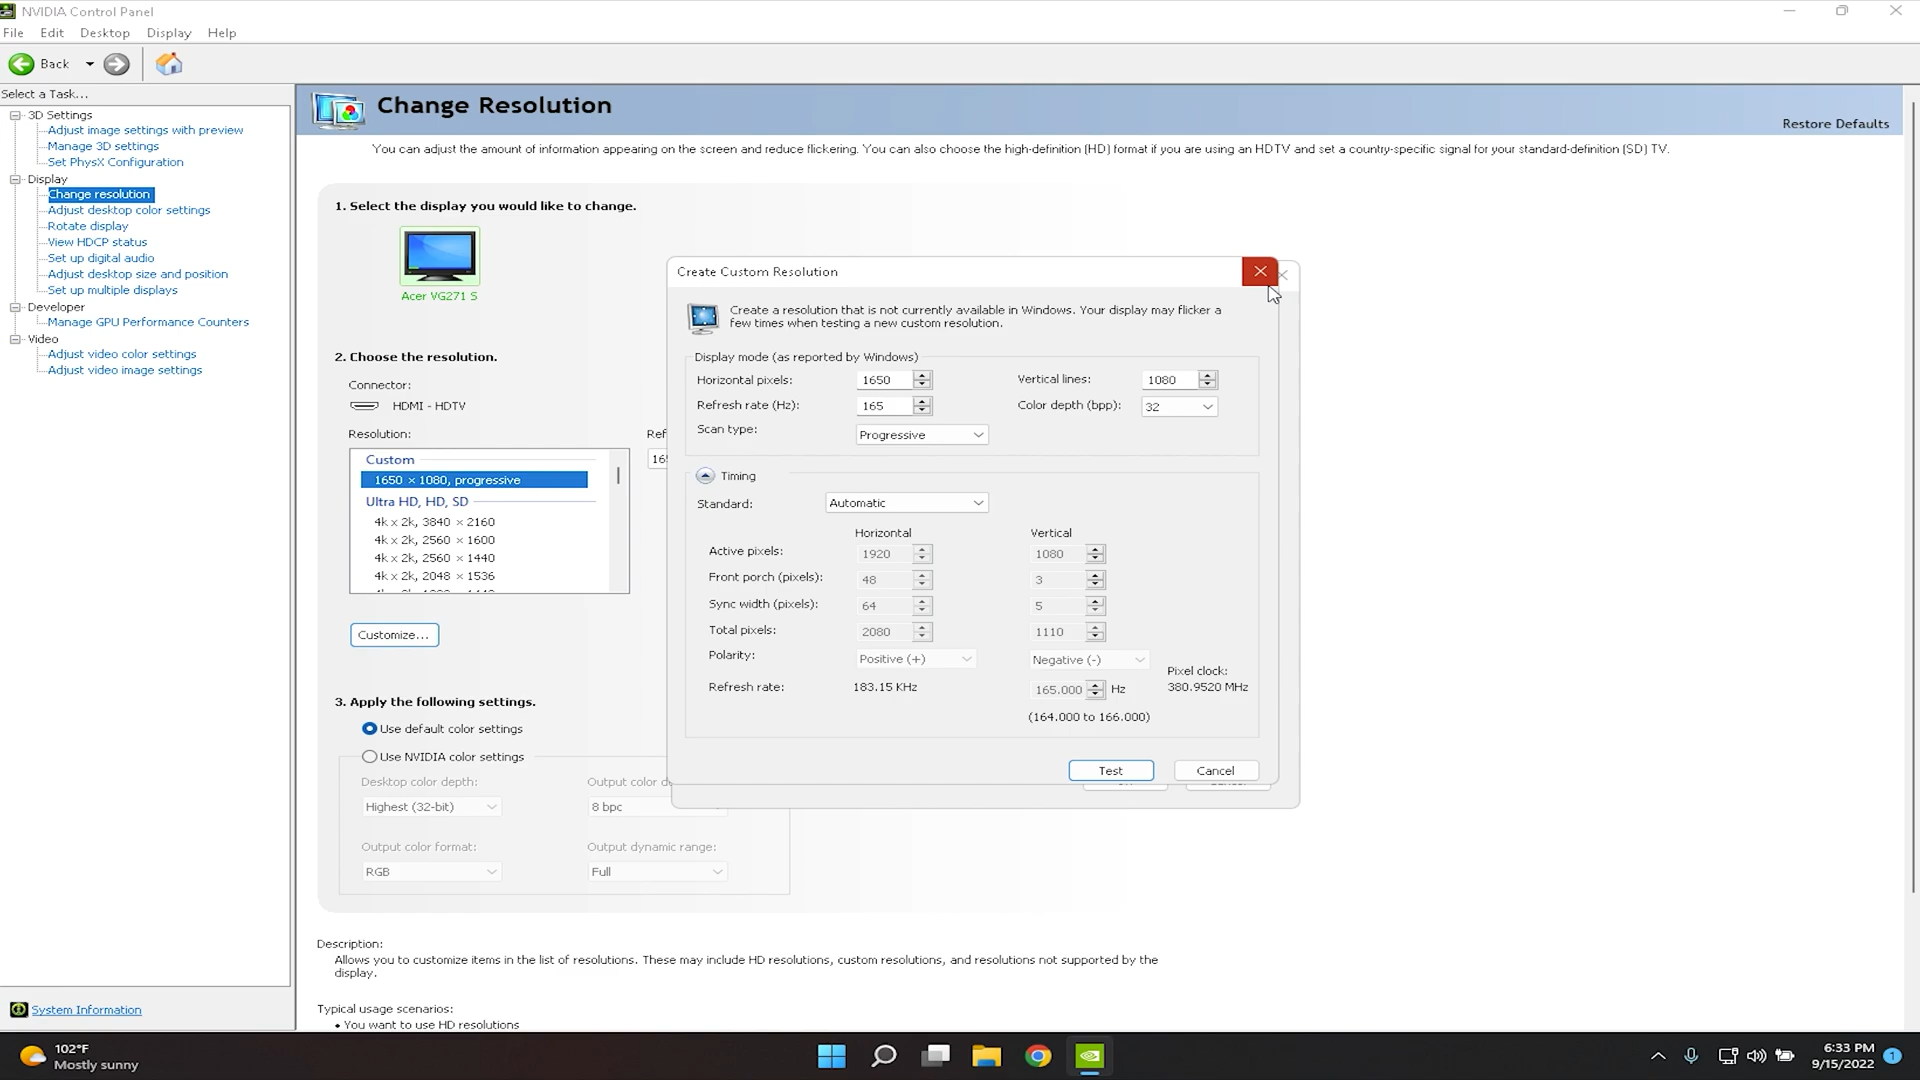 NVIDIA Control Panel
File Edit Desktop Display Help
Back
Select a Task...
3D Settings
Adjust image settings with preview
Manage 3D settings
Set PhysX Configuration
Display
Change resolution
Adjust desktop color settings
Rotate display
View HDCP status
Set up digital audio
Adjust desktop size and position
Set up multiple displays
Developer
Manage GPU Performance Counters
Video
Adjust video color settings
Adjust video image settings
System Information
Change Resolution
Restore Defaults
You can adjust the amount of information appearing on the screen and reduce flickering. You can also choose the high-definition (HD) format if you are using an HDTV and set a country-specific signal for your standard-definition (SD) TV.
1. Select the display you would like to change.
Acer VG271 S
2. Choose the resolution.
Connector:
HDMI - HDTV
Resolution:
Custom
1650 × 1080, progressive
Ultra HD, HD, SD
4k x 2k, 3840 × 2160
4k x 2k, 2560 × 1600
4k x 2k, 2560 × 1440
4k x 2k, 2048 × 1536
Customize...
3. Apply the following settings.
Use default color settings
Use NVIDIA color settings
Desktop color depth:
Highest (32-bit)
Output color d
8 bpc
Output color format:
RGB
Output dynamic range:
Full
Description:
Allows you to customize items in the list of resolutions. These may include HD resolutions, custom resolutions, and resolutions not supported by the
display.
Typical usage scenarios:
• You want to use HD resolutions
Create Custom Resolution
Create a resolution that is not currently available in Windows. Your display may flicker a
few times when testing a new custom resolution.
Display mode (as reported by Windows)
Horizontal pixels: 1650 Vertical lines: 1080
Refresh rate (Hz): 165 Color depth (bpp): 32
Scan type: Progressive
Timing
Standard: Automatic
Horizontal Vertical
Active pixels: 1920 1080
Front porch (pixels): 48 3
Sync width (pixels): 64 5
Total pixels: 2080 1110
Polarity: Positive (+) Negative (-)
Pixel clock:
Refresh rate: 183.15 KHz 165.000 Hz 380.9520 MHz
(164.000 to 166.000)
Test Cancel
102°F
Mostly sunny
6:33 PM
9/15/2022
1